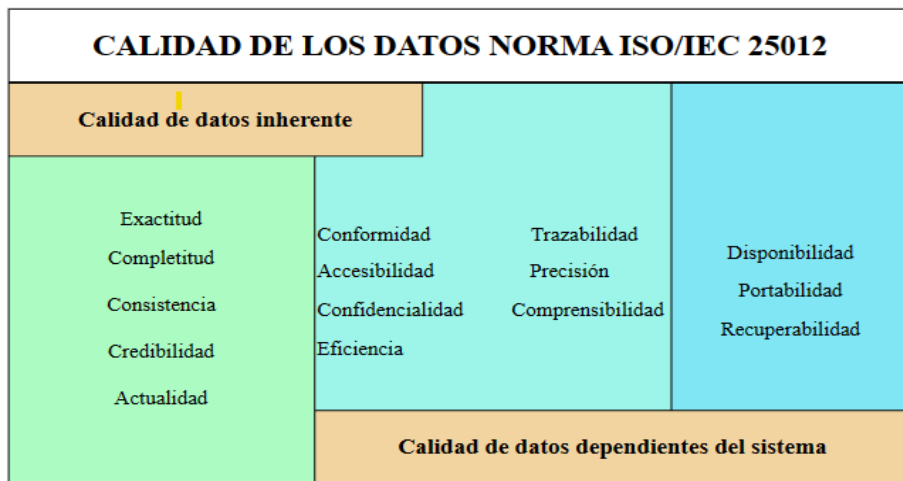 CALIDAD DE LOS DATOS NORMA ISO/IEC 25012
Calidad de datos inherente
Exactitud
Completitud
Consistencia
Credibilidad
Actualidad
Conformidad
Accesibilidad
Confidencialidad
Eficiencia
Trazabilidad
Precisión
Comprensibilidad
Disponibilidad
Portabilidad
Recuperabilidad
Calidad de datos dependientes del sistema